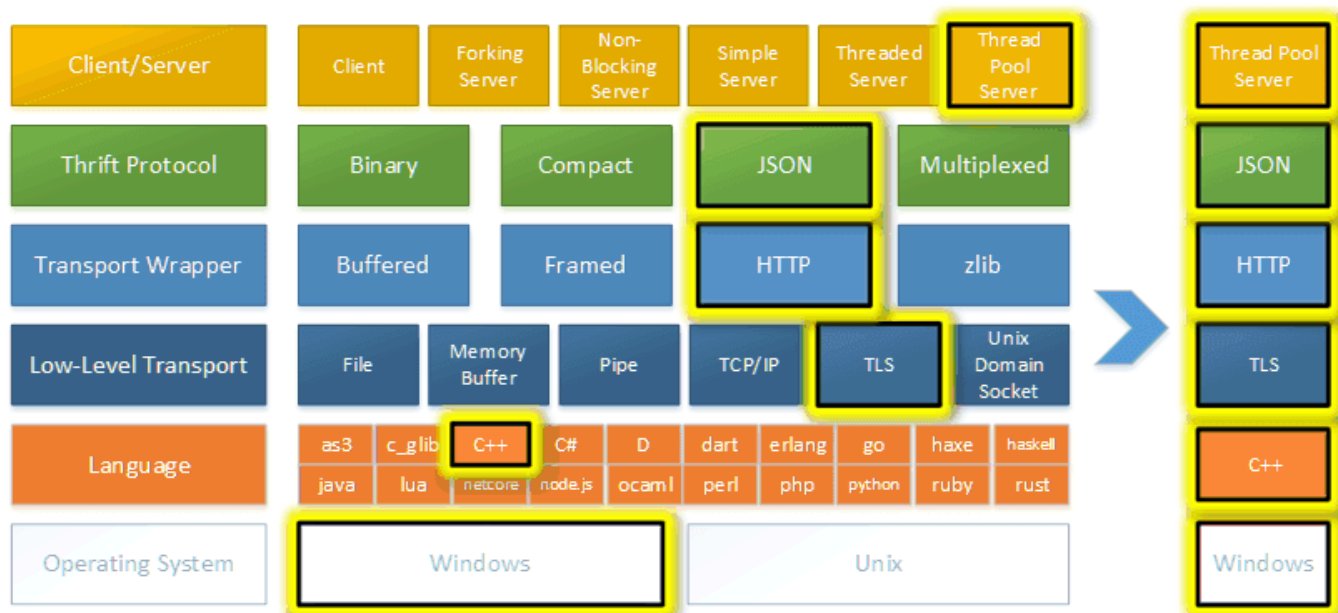 Client/Server
Client
Forking
Server
Non-
Blocking
Server
Simple
Server
Threaded
Server
Thread
Pool
Server
Thread Pool
Server
Thrift Protocol
Binary
Compact
JSON
Multiplexed
JSON
Transport Wrapper
Buffered
Framed
HTTP
zlib
HTTP
Low-Level Transport
File
Memory
Buffer
Pipe
TCP/IP
TLS
Unix
Domain
Socket
TLS
Language
as3
c_glib
C++
C#
D
dart
erlang
go
haxe
haskell
java
lua
netcore
node.js
ocaml
perl
php
python
ruby
rust
C++
Operating System
Windows
Unix
Windows